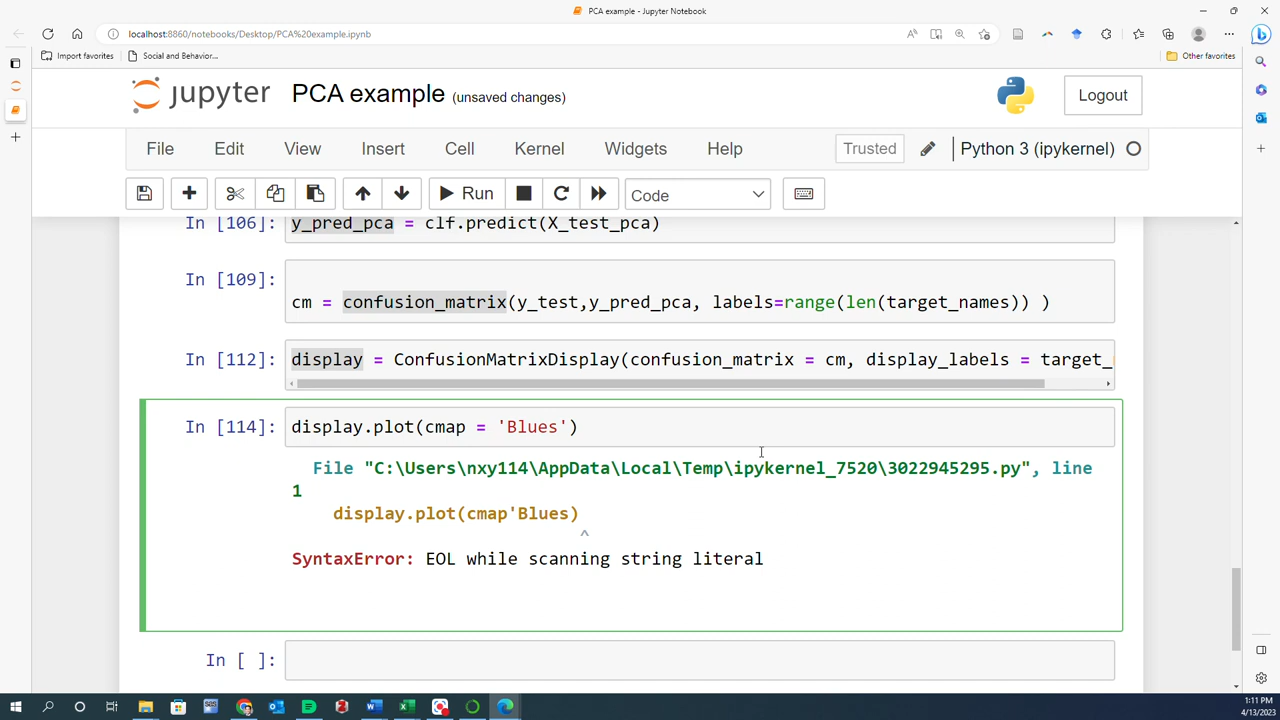 PCA example - Jupyter Notebook
localhost:8860/notebooks/Desktop/PCA%20example.ipynb
Import favorites
Social and Behavior...
Other favorites
jupyter PCA example (unsaved changes)
Logout
File Edit View Insert Cell Kernel Widgets Help
Trusted
Python 3 (ipykernel)
Run
Code
In [106]: y_pred_pca = clf.predict(X_test_pca)
In [109]:
cm = confusion_matrix(y_test,y_pred_pca, labels=range(len(target_names)) )
In [112]: display = ConfusionMatrixDisplay(confusion_matrix = cm, display_labels = target_
In [114]: display.plot(cmap = 'Blues')
File "C:\Users\nxy114\AppData\Local\Temp\ipykernel_7520\3022945295.py", line
1
display.plot(cmap'Blues)
^
SyntaxError: EOL while scanning string literal
In [ ]:
1:11 PM
4/13/2023